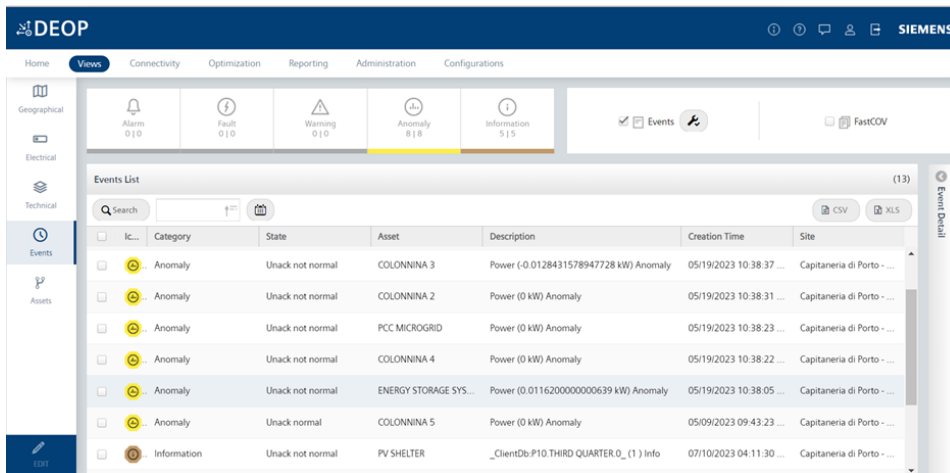 DEOP
SIEMENS
Home Views Connectivity Optimization Reporting Administration Configurations
Geographical
Electrical
Technical
Events
Assets
EDIT
Alarm
0 | 0
Fault
0 | 0
Warning
0 | 0
Anomaly
8 | 8
Information
5 | 5
Events
FastCOV
Events List (13)
Search CSV XLS
Event Detail
Ic... Category State Asset Description Creation Time Site
Anomaly Unack not normal COLONNINA 3 Power (-0.0128431578947728 kW) Anomaly 05/19/2023 10:38:37 ... Capitaneria di Porto - ...
Anomaly Unack not normal COLONNINA 2 Power (0 kW) Anomaly 05/19/2023 10:38:31 ... Capitaneria di Porto - ...
Anomaly Unack not normal PCC MICROGRID Power (0 kW) Anomaly 05/19/2023 10:38:23 ... Capitaneria di Porto - ...
Anomaly Unack not normal COLONNINA 4 Power (0 kW) Anomaly 05/19/2023 10:38:22 ... Capitaneria di Porto - ...
Anomaly Unack not normal ENERGY STORAGE SYS... Power (0.0116200000000639 kW) Anomaly 05/19/2023 10:38:05 ... Capitaneria di Porto - ...
Anomaly Unack normal COLONNINA 5 Power (0 kW) Anomaly 05/09/2023 09:43:23 ... Capitaneria di Porto - ...
Information Unack not normal PV SHELTER _ClientDb:P10.THIRD QUARTER.0_ (1 ) Info 07/10/2023 04:11:30 ... Capitaneria di Porto - ...